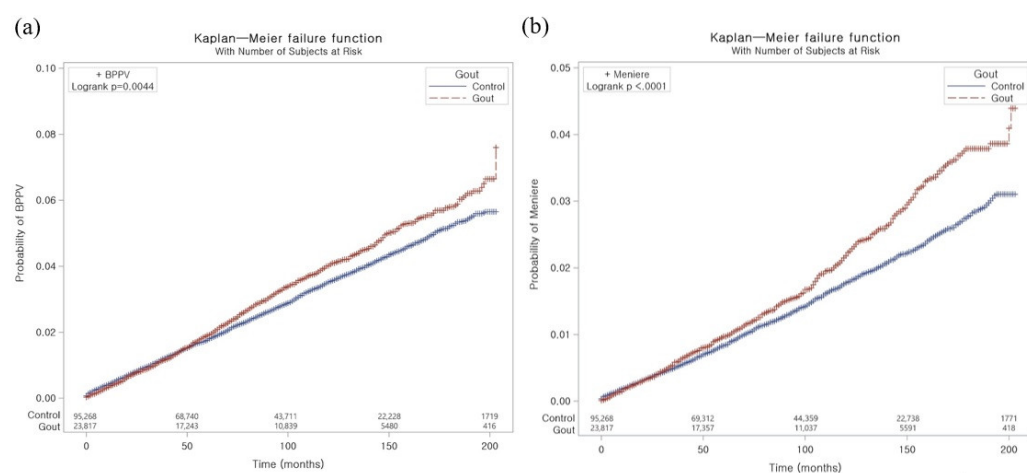 (a)
Kaplan—Meier failure function
With Number of Subjects at Risk
+ BPPV
Logrank p=0.0044
Gout
Control
Gout
Probability of BPPV
0.10
0.08
0.06
0.04
0.02
0.00
Control 95,268 68,740 43,711 22,228 1719
Gout 23,817 17,243 10,839 5480 416
0 50 100 150 200
Time (months)
(b)
Kaplan—Meier failure function
With Number of Subjects at Risk
+ Meniere
Logrank p <.0001
Gout
Control
Gout
Probability of Meniere
0.05
0.04
0.03
0.02
0.01
0.00
Control 95,268 69,312 44,359 22,738 1771
Gout 23,817 17,357 11,037 5591 418
0 50 100 150 200
Time (months)